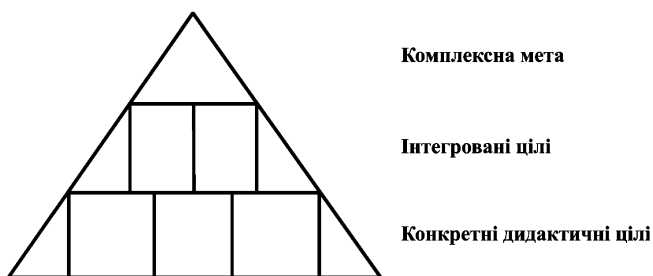 Комплексна мета
Інтегровані цілі
Конкретні дидактичні цілі